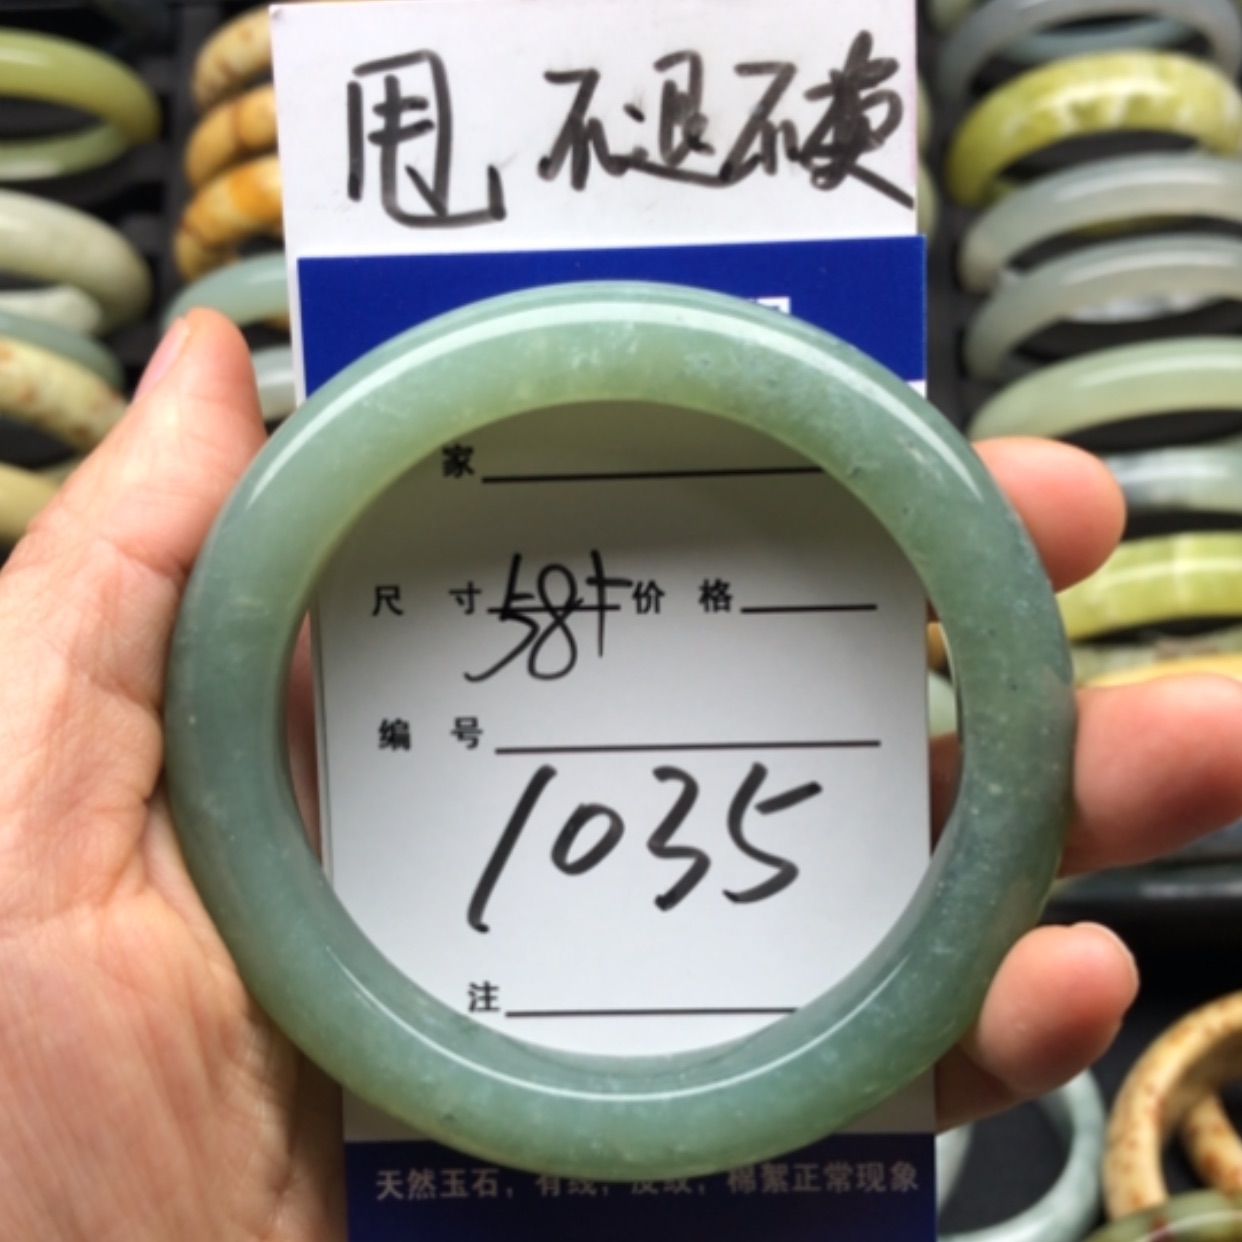 甩 不退不换
家
尺 寸 58+ 价 格
编 号
1035
注
天然玉石，有线，皮纹，棉絮正常现象